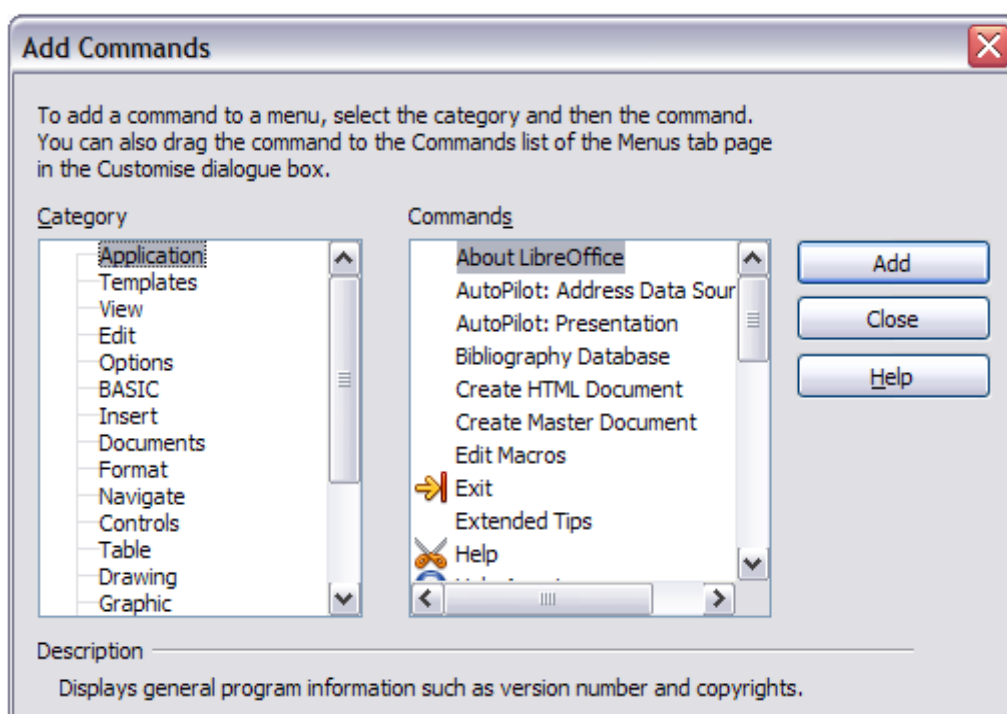 Add Commands
To add a command to a menu, select the category and then the command.
You can also drag the command to the Commands list of the Menus tab page
in the Customise dialogue box.
Category
Application
Templates
View
Edit
Options
BASIC
Insert
Documents
Format
Navigate
Controls
Table
Drawing
Graphic
Commands
About LibreOffice
AutoPilot: Address Data Sour
AutoPilot: Presentation
Bibliography Database
Create HTML Document
Create Master Document
Edit Macros
Exit
Extended Tips
Help
Add
Close
Help
Description
Displays general program information such as version number and copyrights.